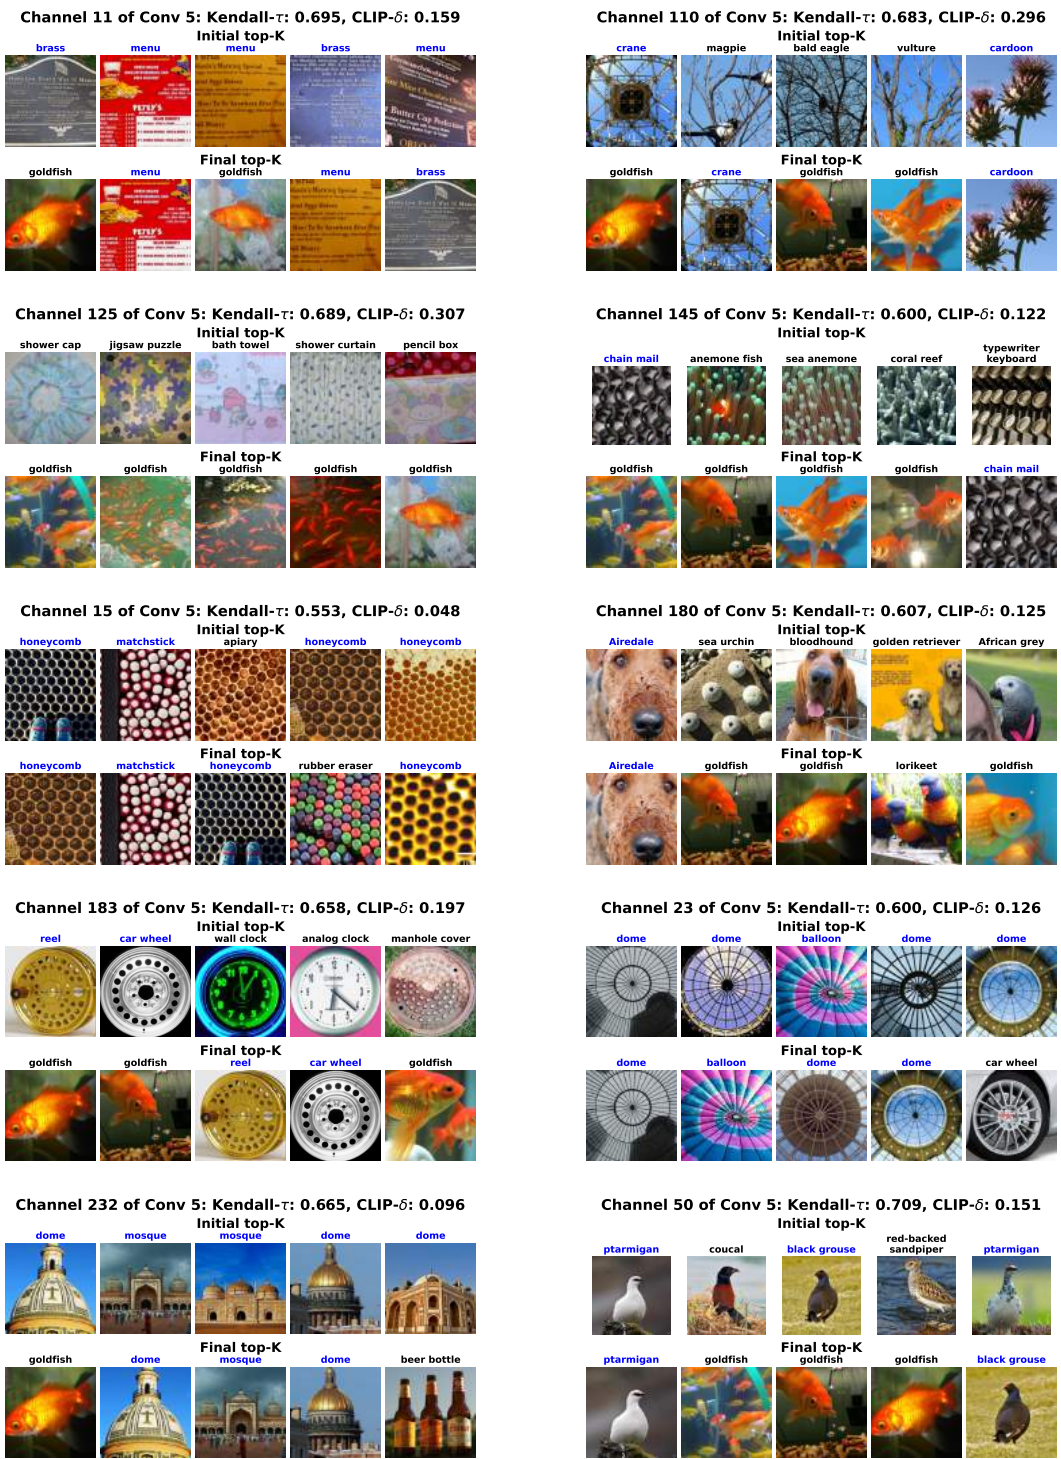 Channel 11 of Conv 5: Kendall-τ: 0.695, CLIP-δ: 0.159
Initial top-K
brass menu menu brass menu
PETEY'S
Butter Cup Perfection
Final top-K
goldfish menu goldfish menu brass
PETEY'S
Channel 110 of Conv 5: Kendall-τ: 0.683, CLIP-δ: 0.296
Initial top-K
crane magpie bald eagle vulture cardoon
Final top-K
goldfish crane goldfish goldfish cardoon
Channel 125 of Conv 5: Kendall-τ: 0.689, CLIP-δ: 0.307
Initial top-K
shower cap jigsaw puzzle bath towel shower curtain pencil box
Final top-K
goldfish goldfish goldfish goldfish goldfish
Channel 145 of Conv 5: Kendall-τ: 0.600, CLIP-δ: 0.122
Initial top-K
chain mail anemone fish sea anemone coral reef typewriter
keyboard
Final top-K
goldfish goldfish goldfish goldfish chain mail
Channel 15 of Conv 5: Kendall-τ: 0.553, CLIP-δ: 0.048
Initial top-K
honeycomb matchstick apiary honeycomb honeycomb
Final top-K
honeycomb matchstick honeycomb rubber eraser honeycomb
Channel 180 of Conv 5: Kendall-τ: 0.607, CLIP-δ: 0.125
Initial top-K
Airedale sea urchin bloodhound golden retriever African grey
Final top-K
Airedale goldfish goldfish lorikeet goldfish
Channel 183 of Conv 5: Kendall-τ: 0.658, CLIP-δ: 0.197
Initial top-K
reel car wheel wall clock analog clock manhole cover
Final top-K
goldfish goldfish reel car wheel goldfish
Channel 23 of Conv 5: Kendall-τ: 0.600, CLIP-δ: 0.126
Initial top-K
dome dome balloon dome dome
Final top-K
dome balloon dome dome car wheel
Channel 232 of Conv 5: Kendall-τ: 0.665, CLIP-δ: 0.096
Initial top-K
dome mosque mosque dome dome
Final top-K
goldfish dome mosque dome beer bottle
Channel 50 of Conv 5: Kendall-τ: 0.709, CLIP-δ: 0.151
Initial top-K
ptarmigan coucal black grouse red-backed
sandpiper ptarmigan
Final top-K
ptarmigan goldfish goldfish goldfish black grouse